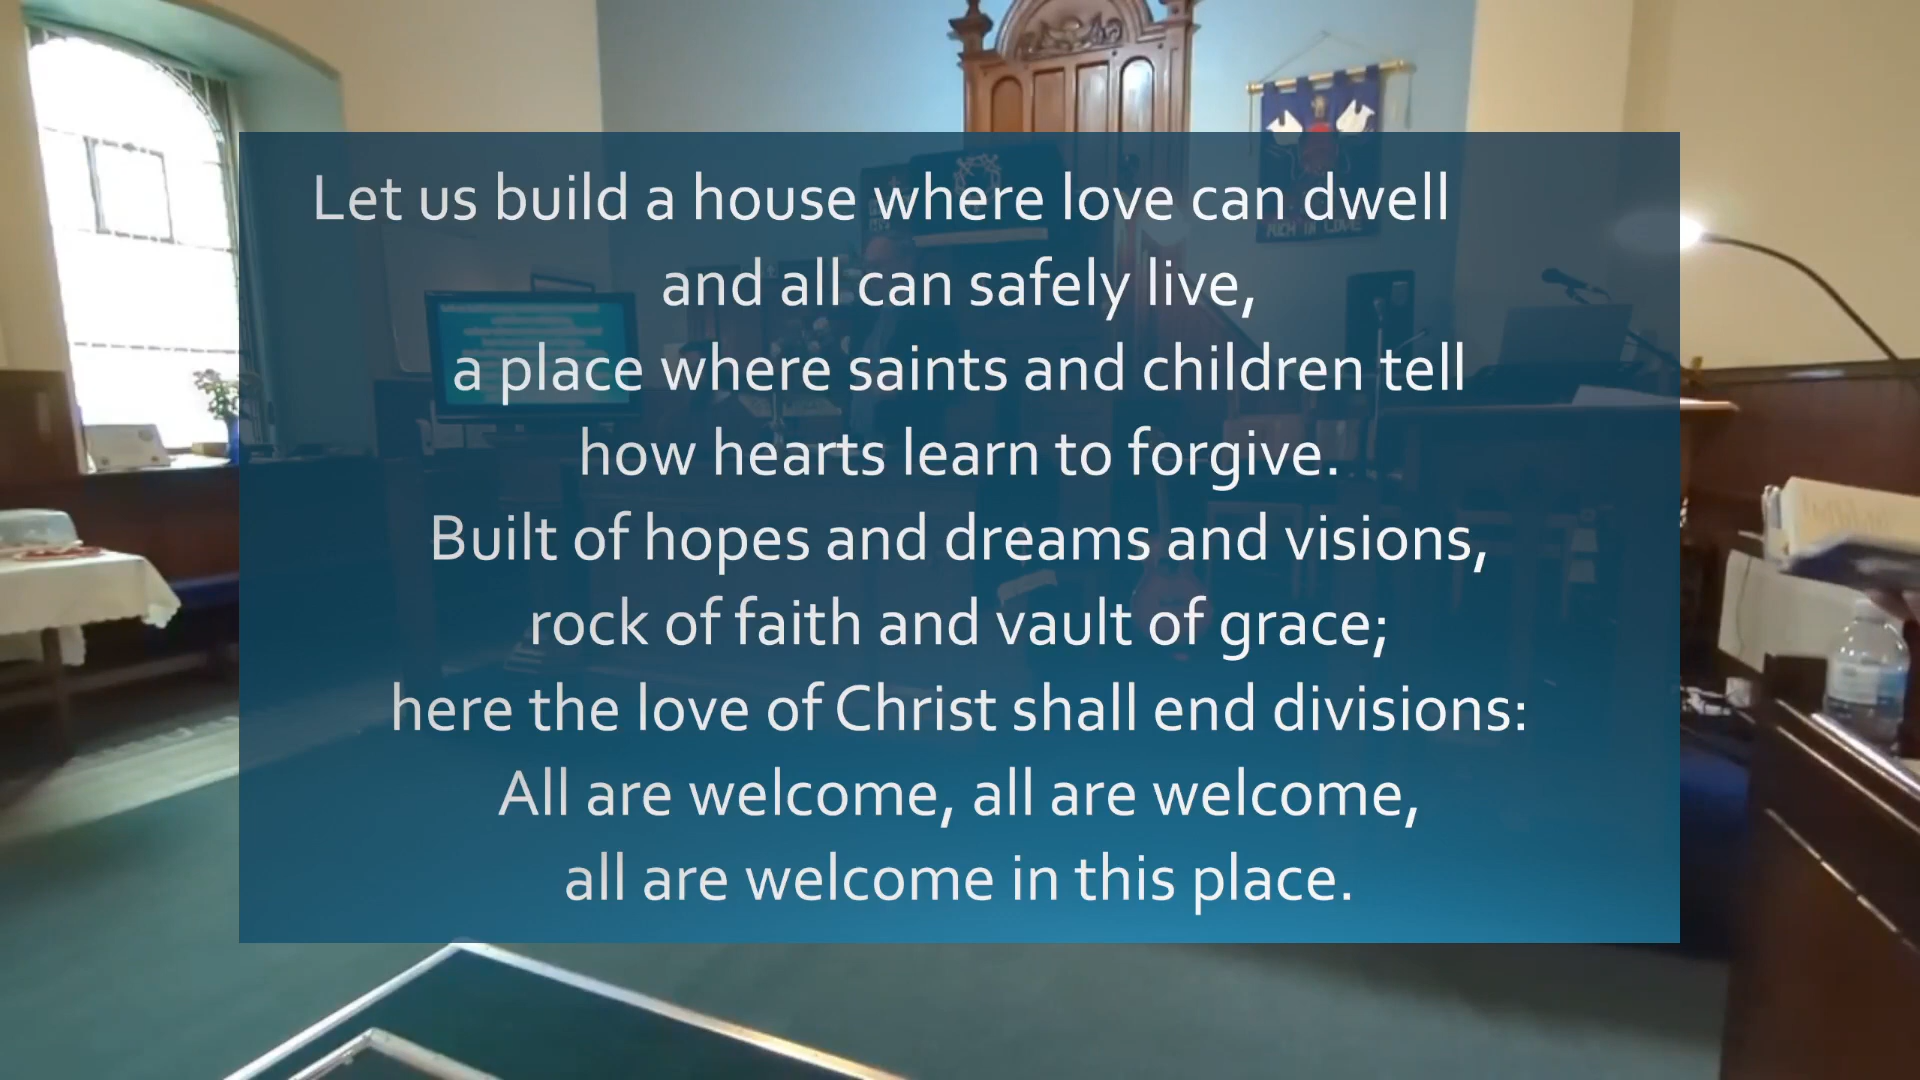 Let us build a house where love can dwell
and all can safely live,
a place where saints and children tell
how hearts learn to forgive.
Built of hopes and dreams and visions,
rock of faith and vault of grace;
here the love of Christ shall end divisions:
All are welcome, all are welcome,
all are welcome in this place.